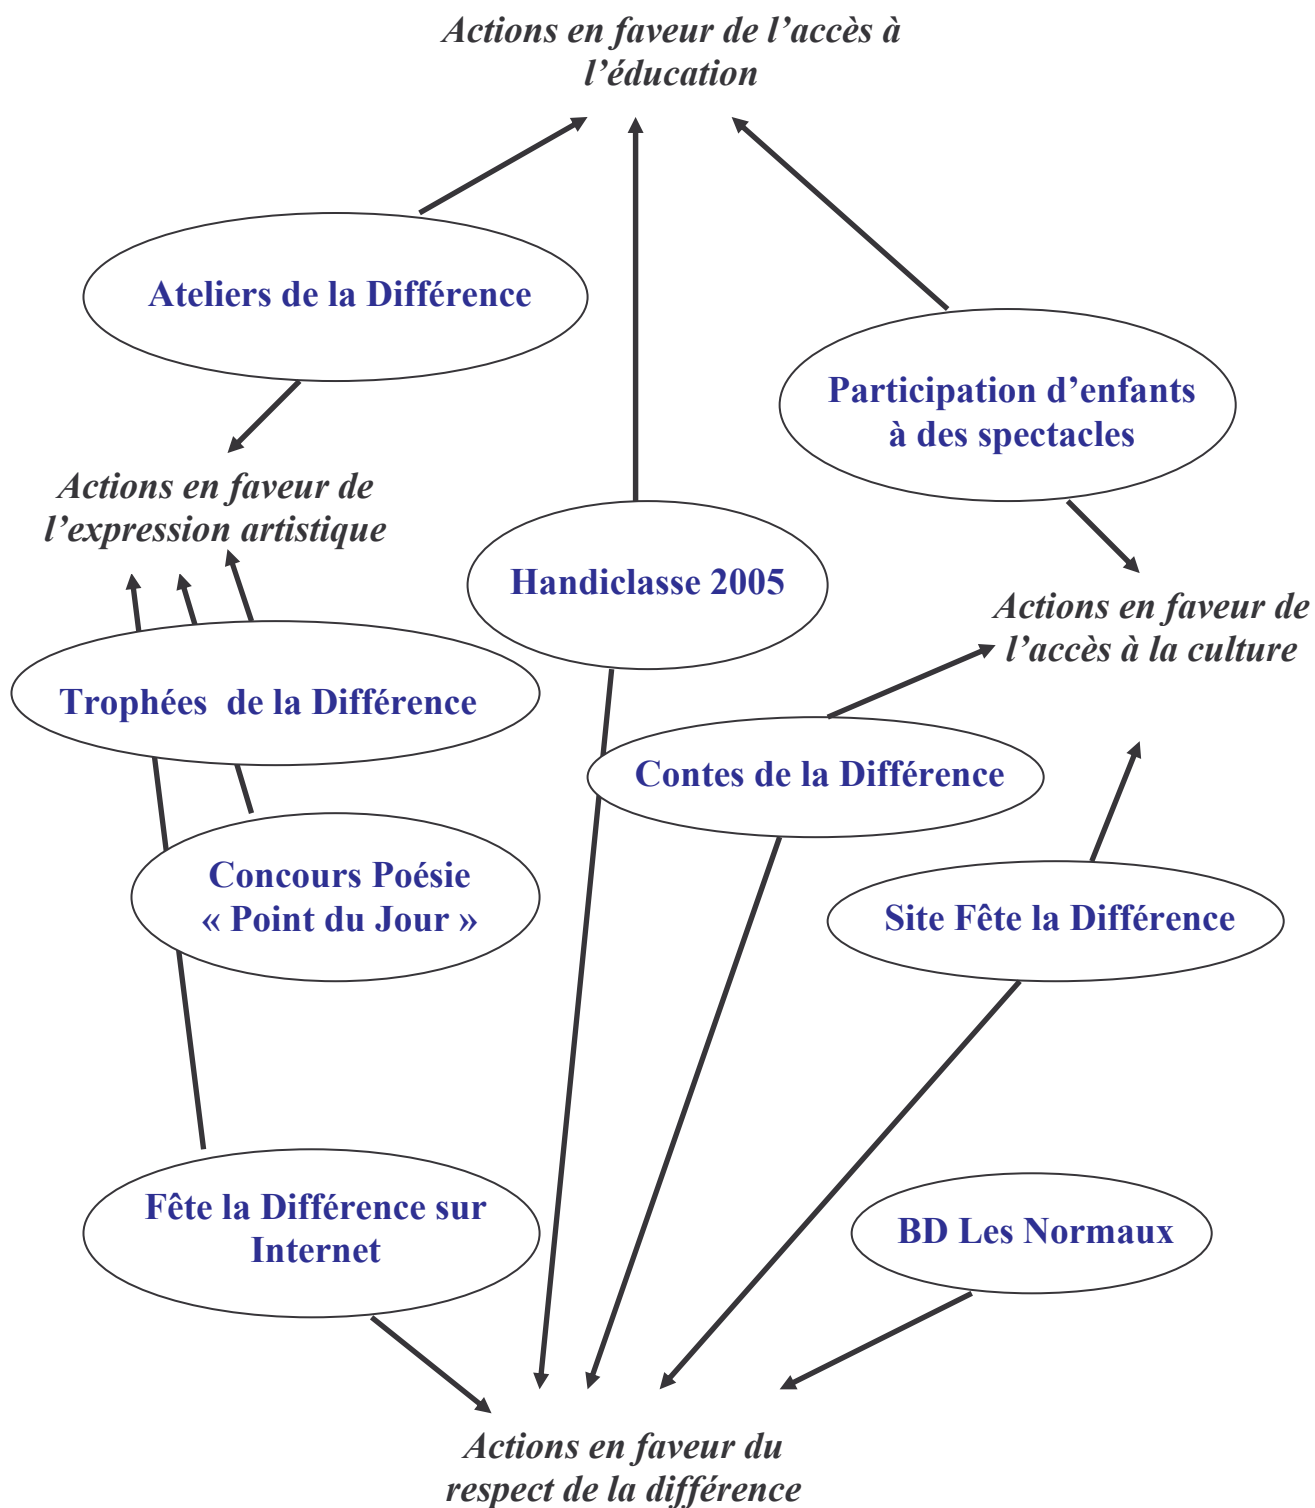 Actions en faveur de l’accès à
l’éducation
Ateliers de la Différence
Participation d’enfants
à des spectacles
Actions en faveur de
l’expression artistique
Handiclasse 2005
Actions en faveur de
l’accès à la culture
Trophées de la Différence
Contes de la Différence
Concours Poésie
« Point du Jour »
Site Fête la Différence
Fête la Différence sur
Internet
BD Les Normaux
Actions en faveur du
respect de la différence